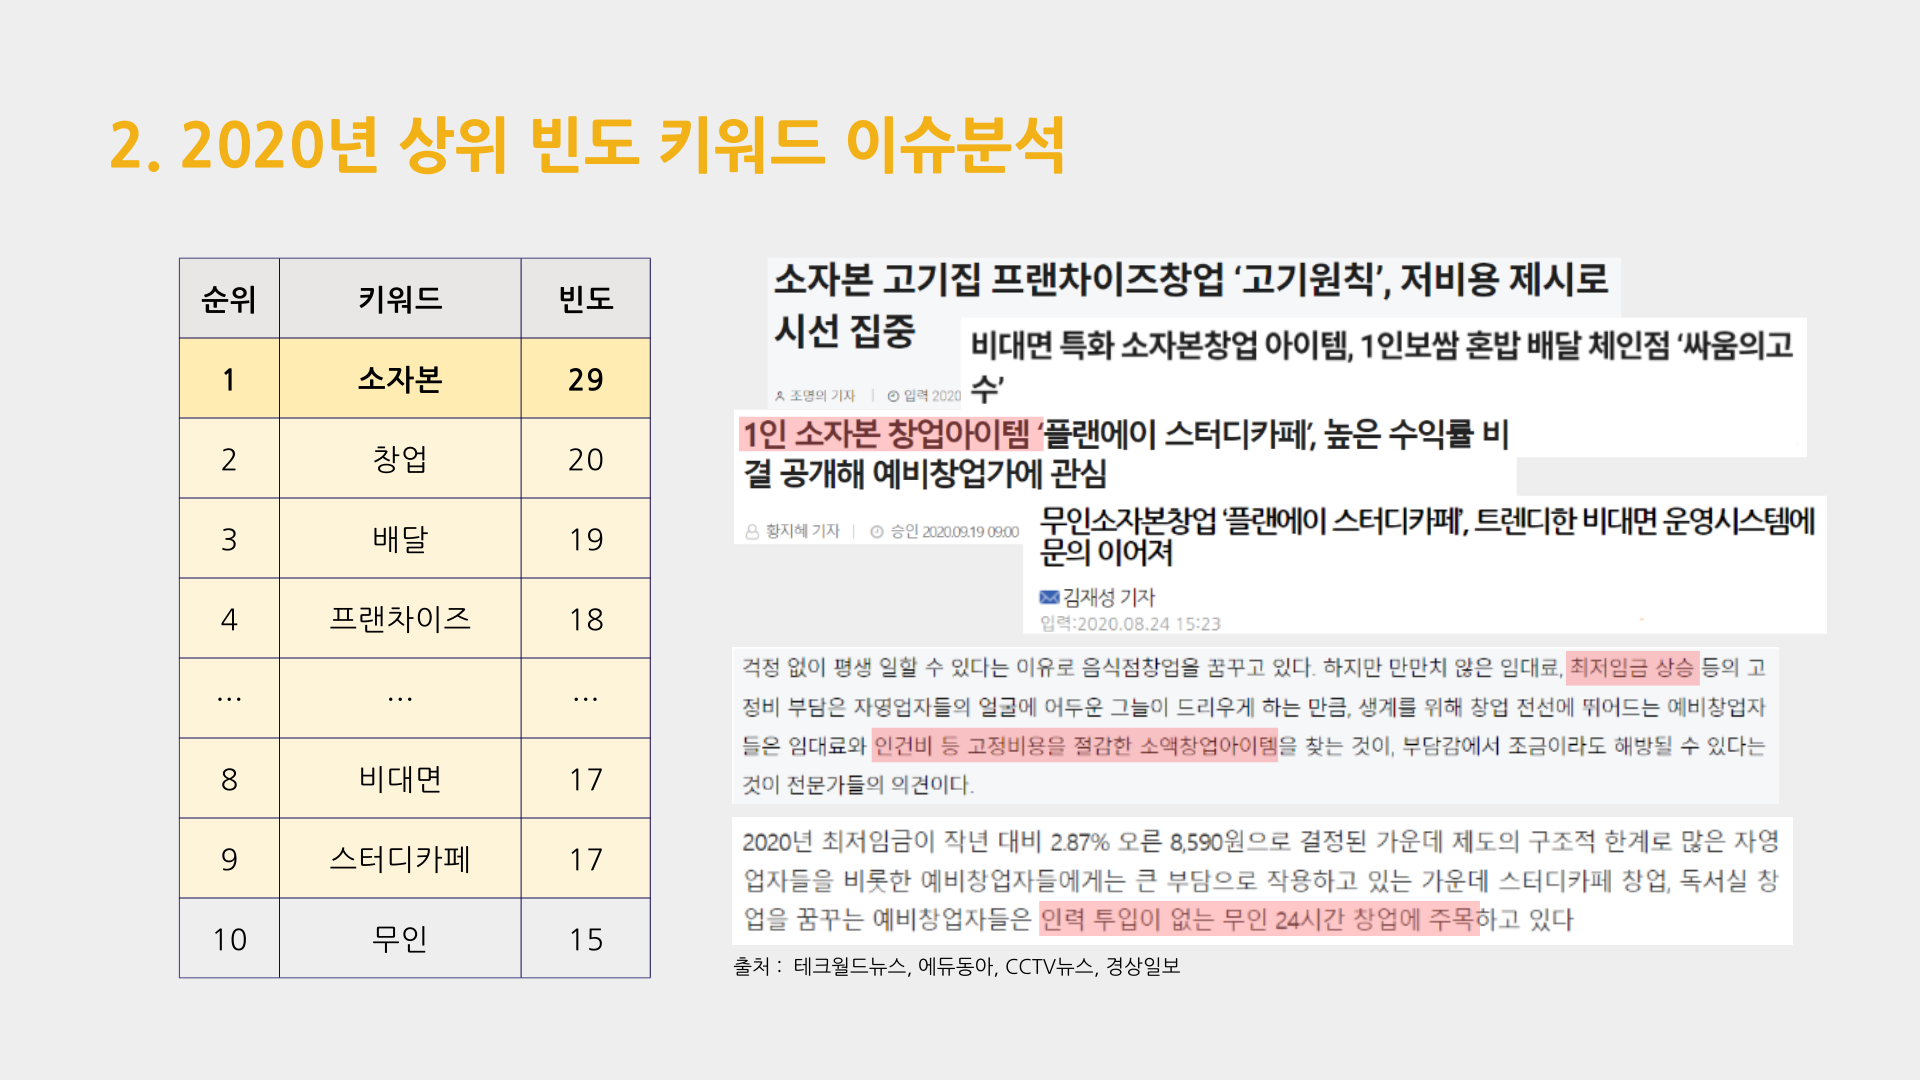 2. 2020년 상위 빈도 키워드 이슈분석
순위 키워드 빈도
1 소자본 29
2 창업 20
3 배달 19
4 프랜차이즈 18
... ... ...
8 비대면 17
9 스터디카페 17
10 무인 15
소자본 고기집 프랜차이즈창업 ‘고기원칙’, 저비용 제시로
시선 집중
조명의 기자 | 입력 2020
비대면 특화 소자본창업 아이템, 1인보쌈 혼밥 배달 체인점 ‘싸움의고
수’
1인 소자본 창업아이템 ‘플랜에이 스터디카페’, 높은 수익률 비
결 공개해 예비창업가에 관심
황지혜 기자 | 승인 2020.09.19 09:00
무인소자본창업 ‘플랜에이 스터디카페’, 트렌디한 비대면 운영시스템에
문의 이어져
김재성 기자
입력:2020.08.24 15:23
걱정 없이 평생 일할 수 있다는 이유로 음식점창업을 꿈꾸고 있다. 하지만 만만치 않은 임대료, 최저임금 상승 등의 고
정비 부담은 자영업자들의 얼굴에 어두운 그늘이 드리우게 하는 만큼, 생계를 위해 창업 전선에 뛰어드는 예비창업자
들은 임대료와 인건비 등 고정비용을 절감한 소액창업아이템을 찾는 것이, 부담감에서 조금이라도 해방될 수 있다는
것이 전문가들의 의견이다.
2020년 최저임금이 작년 대비 2.87% 오른 8,590원으로 결정된 가운데 제도의 구조적 한계로 많은 자영
업자들을 비롯한 예비창업자들에게는 큰 부담으로 작용하고 있는 가운데 스터디카페 창업, 독서실 창
업을 꿈꾸는 예비창업자들은 인력 투입이 없는 무인 24시간 창업에 주목하고 있다
출처 : 테크월드뉴스, 에듀동아, CCTV뉴스, 경상일보